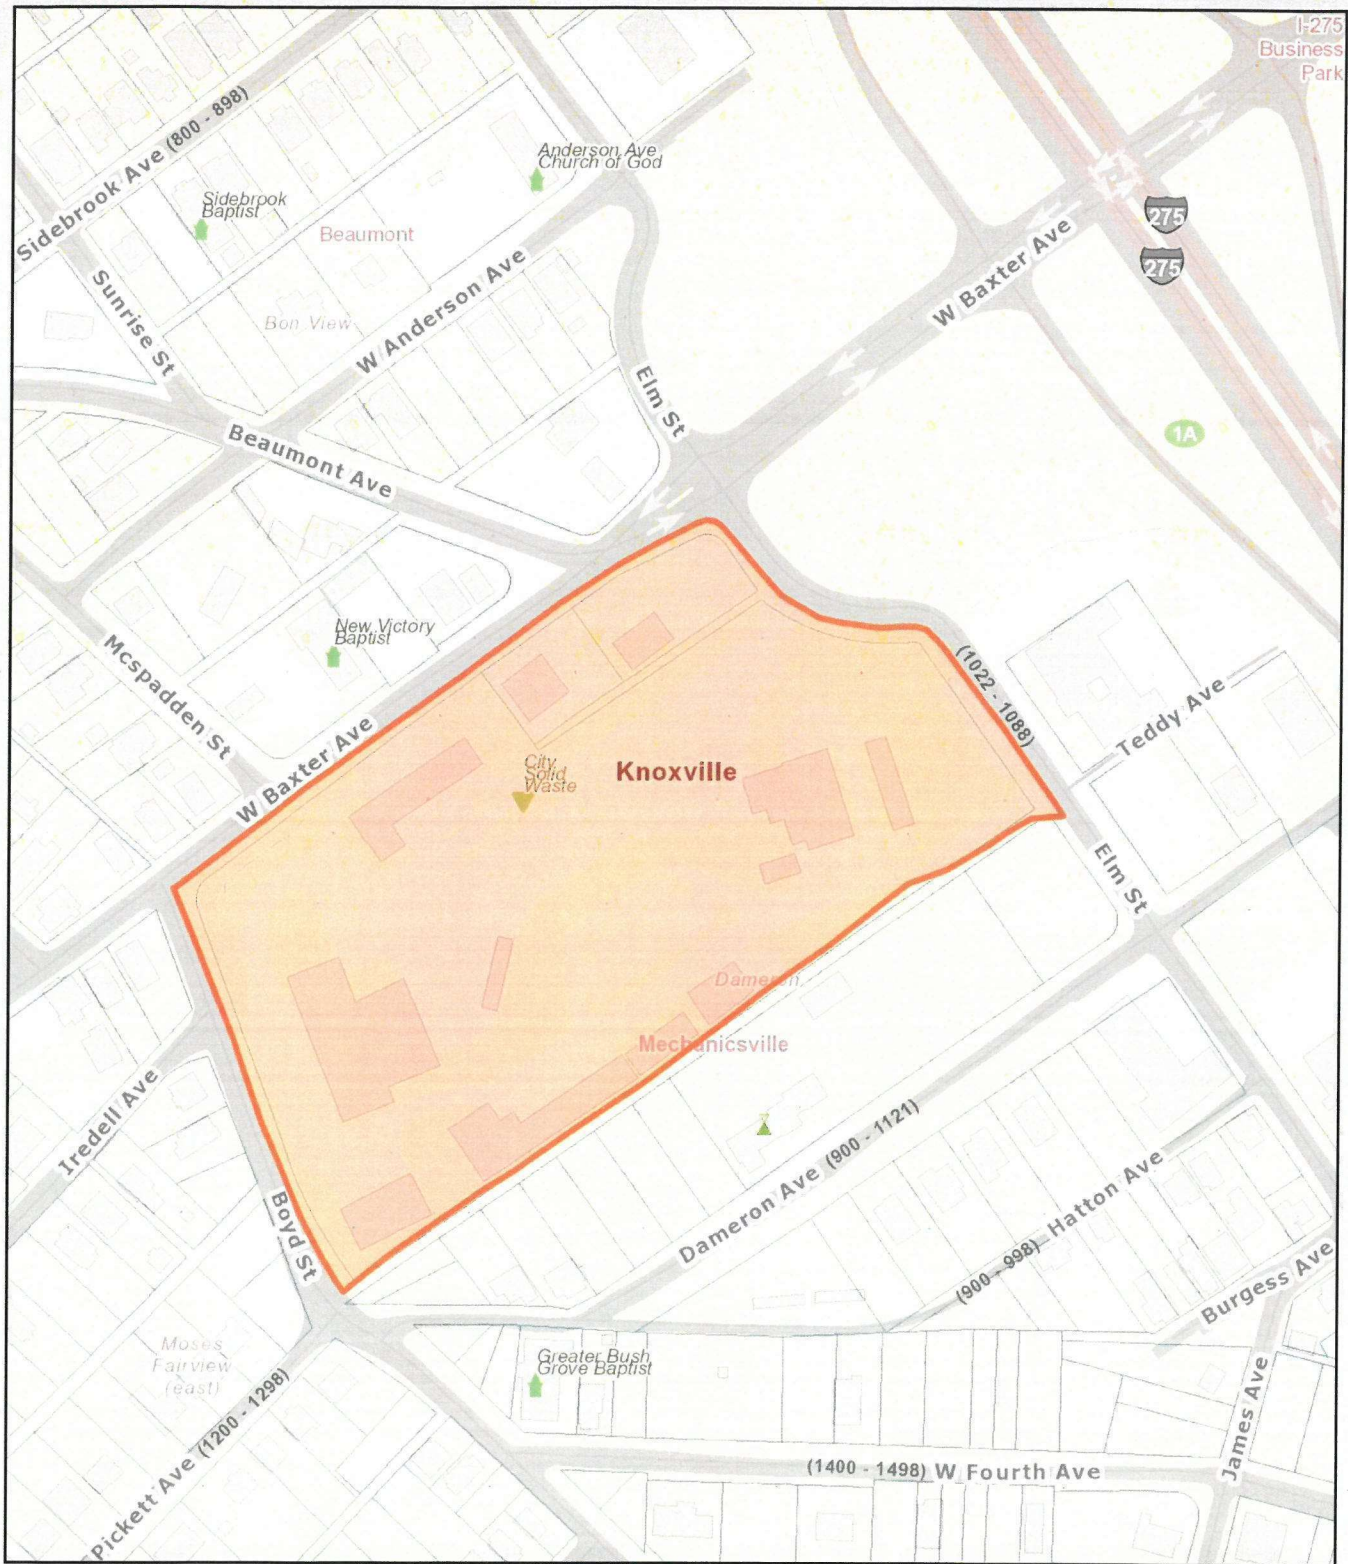 I-275
Business
Park
Sidebrook Ave (800 - 898)
Anderson Ave
Church of God
Sidebrook
Baptist
Beaumont
275
275
W Baxter Ave
Sunrise St
W Anderson Ave
Bon View
Elm St
1A
Beaumont Ave
New Victory
Baptist
Mcspadden St
W Baxter Ave
(1022 - 1088)
Teddy Ave
City
Solid
Waste
Knoxville
Elm St
Dameron
Mechanicsville
Iredell Ave
Boyd St
Dameron Ave (900 - 1121)
(900 - 998) Hatton Ave
Burgess Ave
Moses
Fairview
(east)
Greater Bush
Grove Baptist
Pickett Ave (1200 - 1298)
James Ave
(1400 - 1498) W Fourth Ave